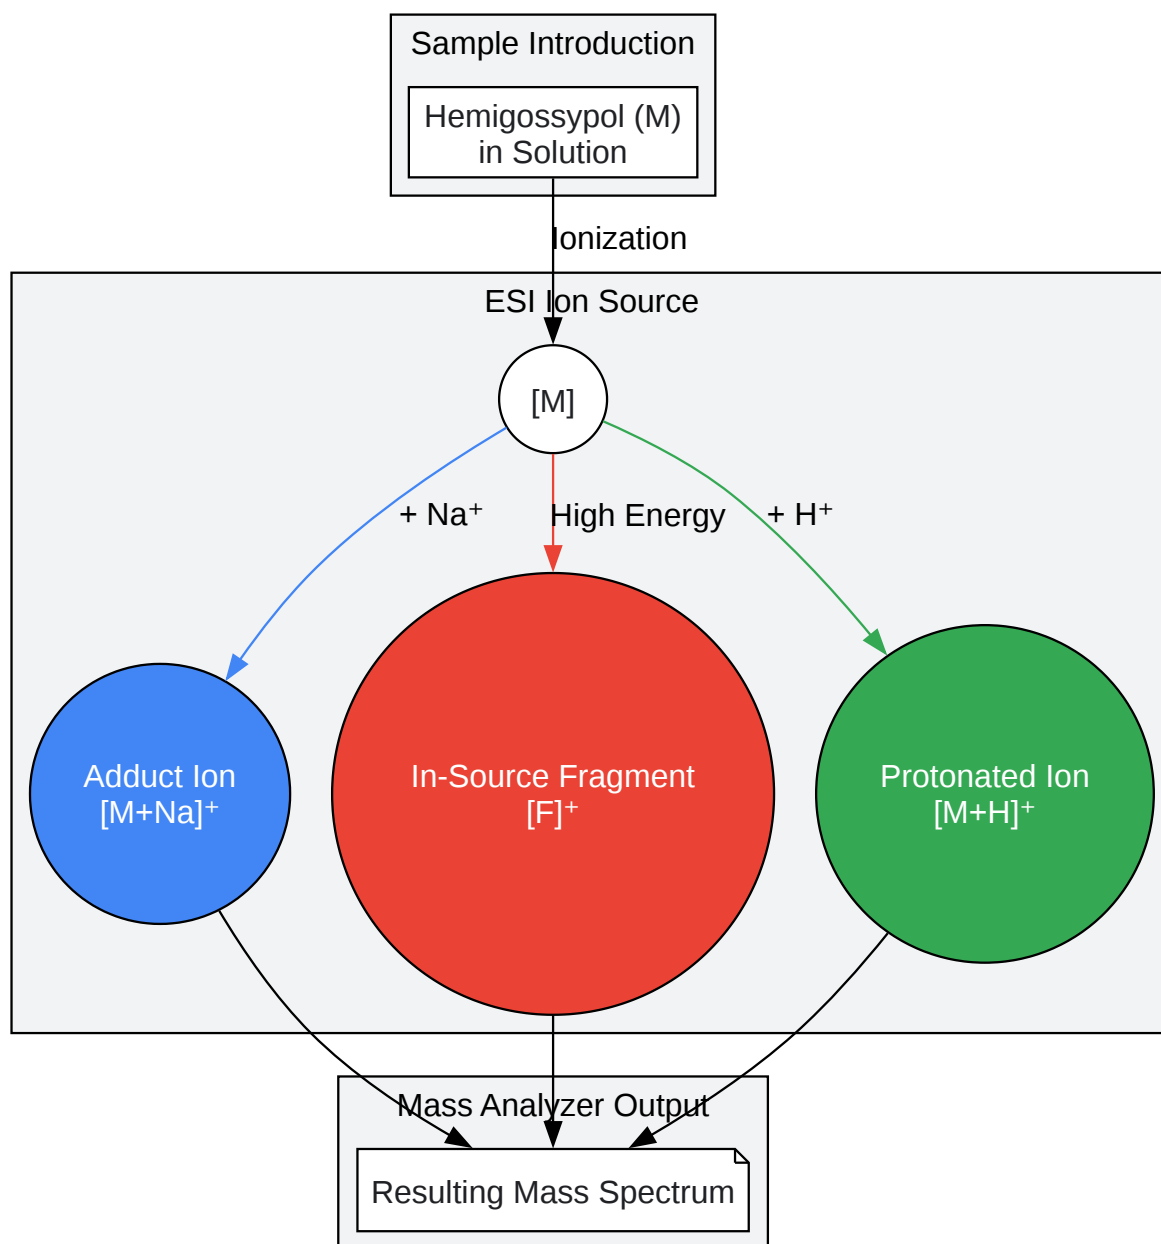 Sample Introduction
Hemigossypol (M)
in Solution
Ionization
ESI Ion Source
[M]
+ Na⁺
High Energy
+ H⁺
Adduct Ion
[M+Na]⁺
In-Source Fragment
[F]⁺
Protonated Ion
[M+H]⁺
Mass Analyzer Output
Resulting Mass Spectrum